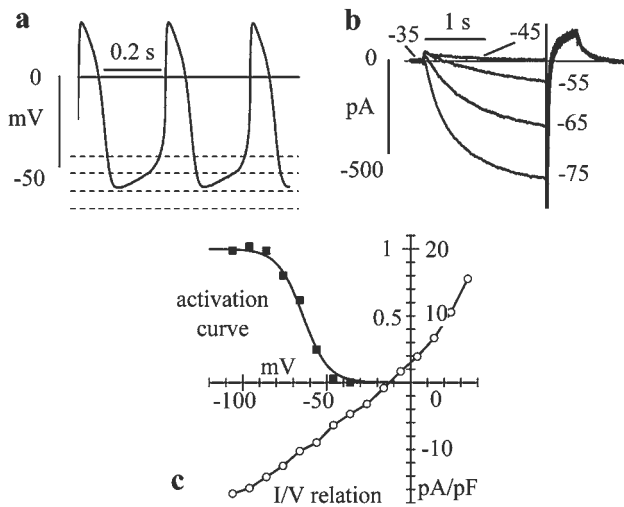 a
0.2 s
0
mV
-50
b
1 s
-35
-45
0
-55
pA
-65
-500
-75
1 20
activation
curve
0.5 10
mV
-100 -50 0
-10
c
I/V relation
pA/pF